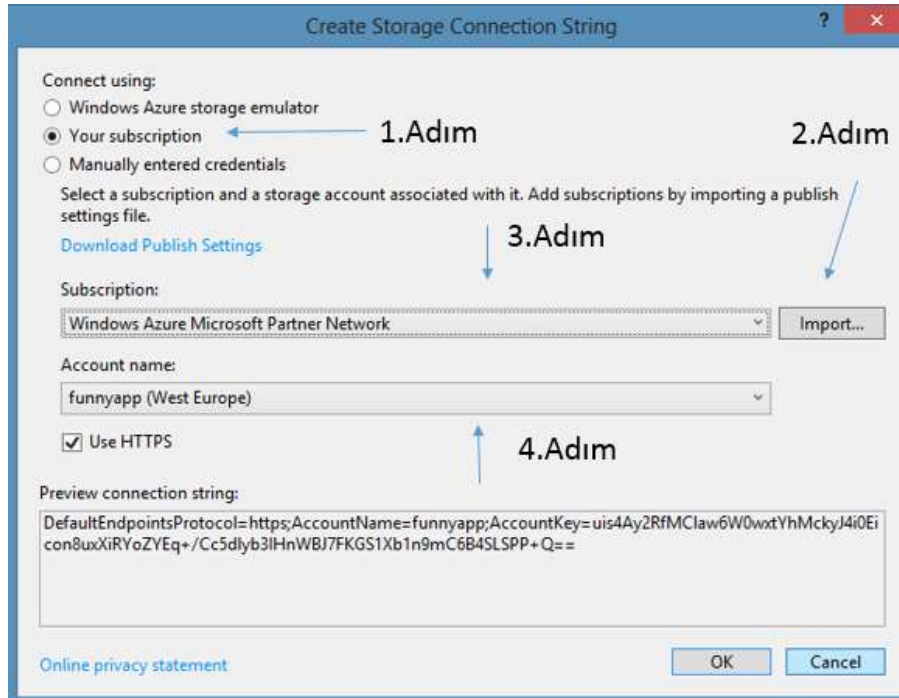 Create Storage Connection String
Connect using:
Windows Azure storage emulator
Your subscription
1.Adım
2.Adım
Manually entered credentials
Select a subscription and a storage account associated with it. Add subscriptions by importing a publish
settings file.
Download Publish Settings
3.Adım
Subscription:
Windows Azure Microsoft Partner Network
Import...
Account name:
funnyapp (West Europe)
Use HTTPS
4.Adım
Preview connection string:
DefaultEndpointsProtocol=https;AccountName=funnyapp;AccountKey=
Online privacy statement
OK
Cancel